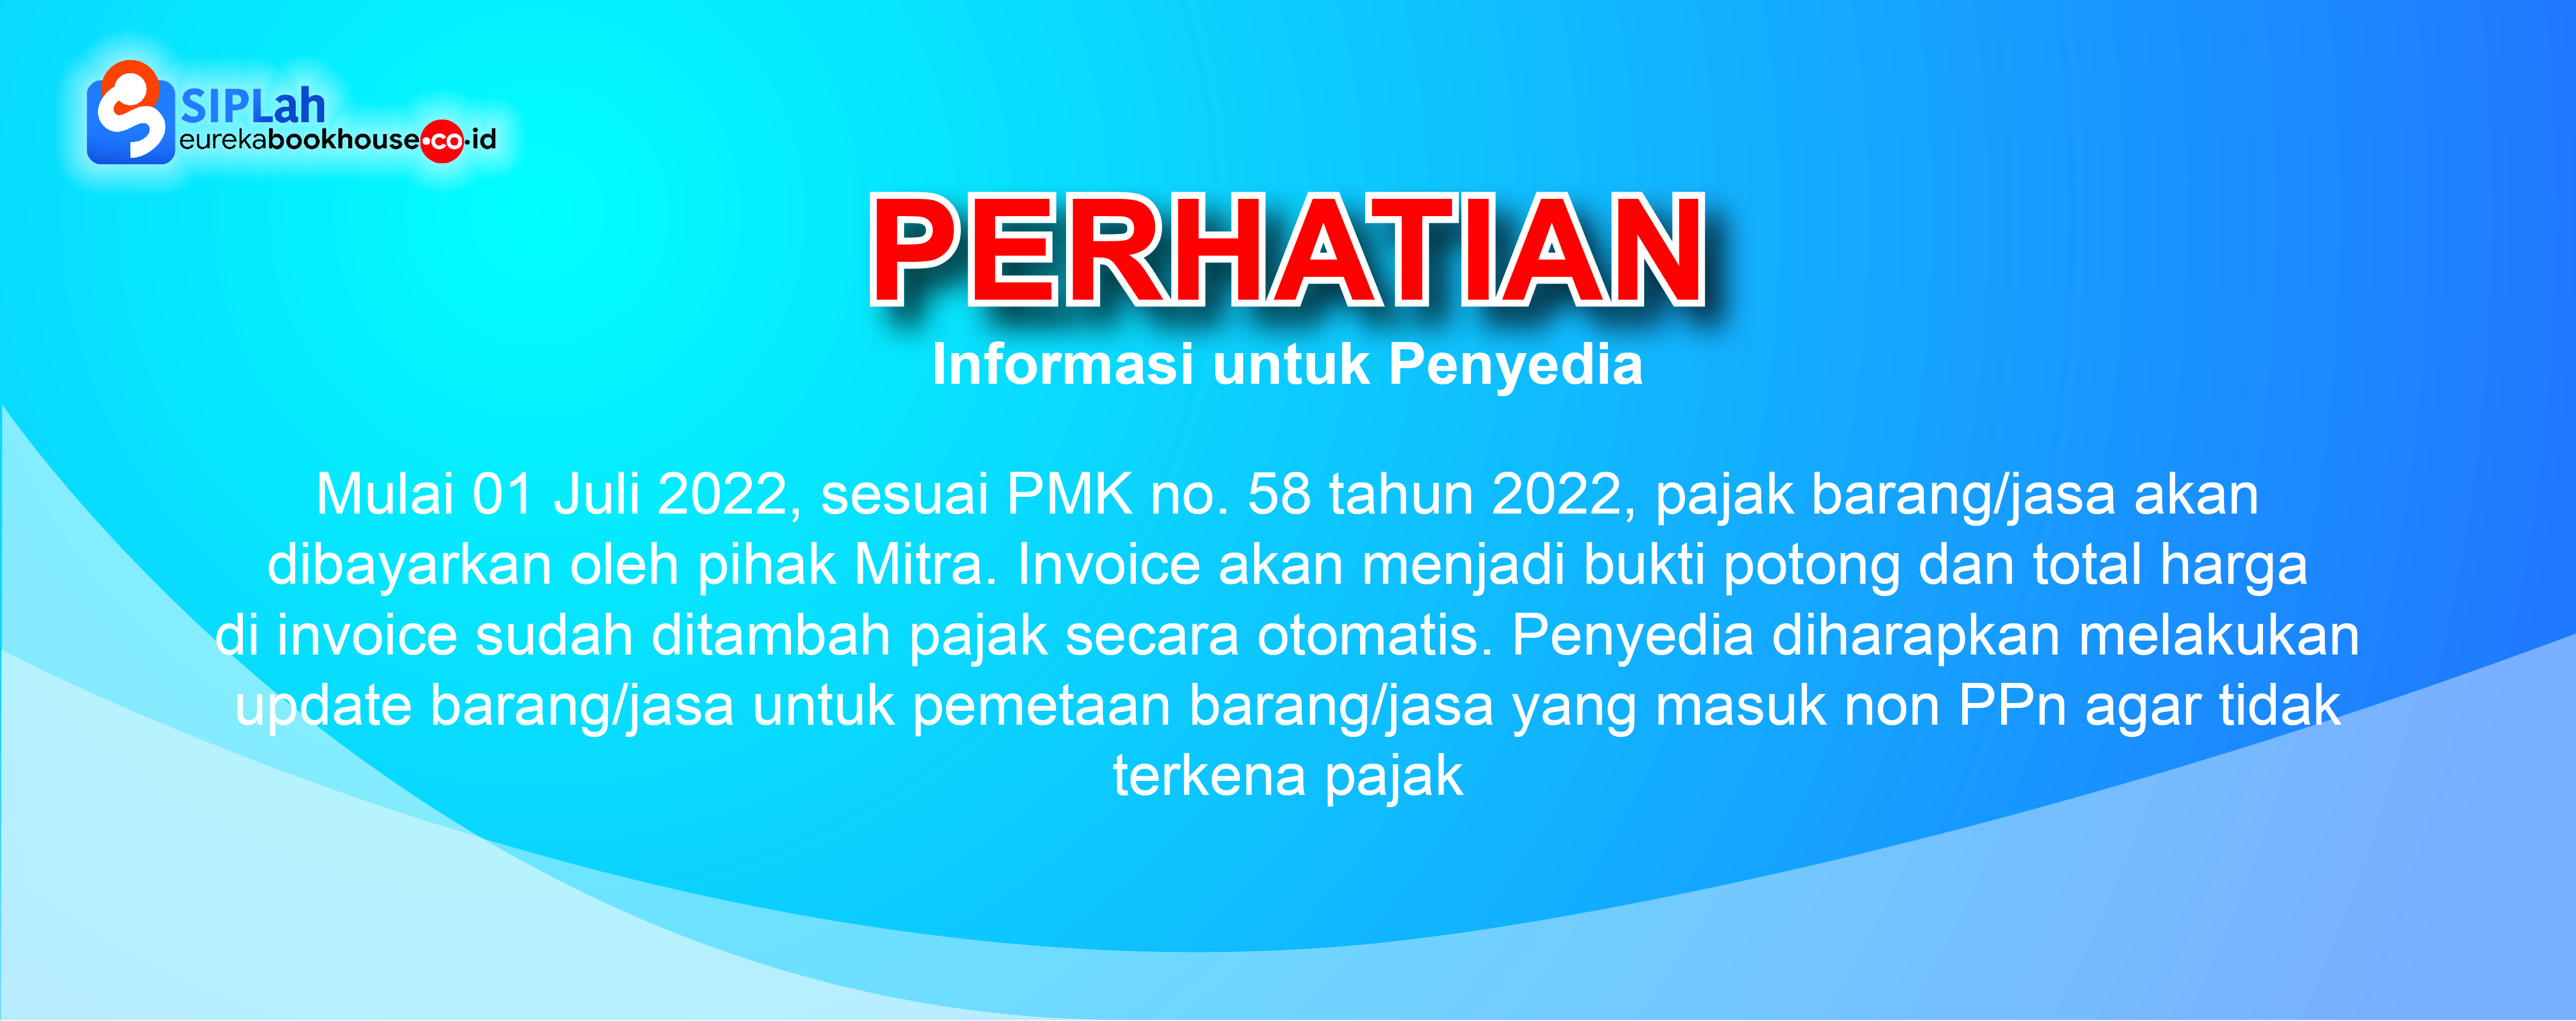 SIPLah
eurekabookhouse.co.id
PERHATIAN
Informasi untuk Penyedia
Mulai 01 Juli 2022, sesuai PMK no. 58 tahun 2022, pajak barang/jasa akan
dibayarkan oleh pihak Mitra. Invoice akan menjadi bukti potong dan total harga
di invoice sudah ditambah pajak secara otomatis. Penyedia diharapkan melakukan
update barang/jasa untuk pemetaan barang/jasa yang masuk non PPn agar tidak
terkena pajak